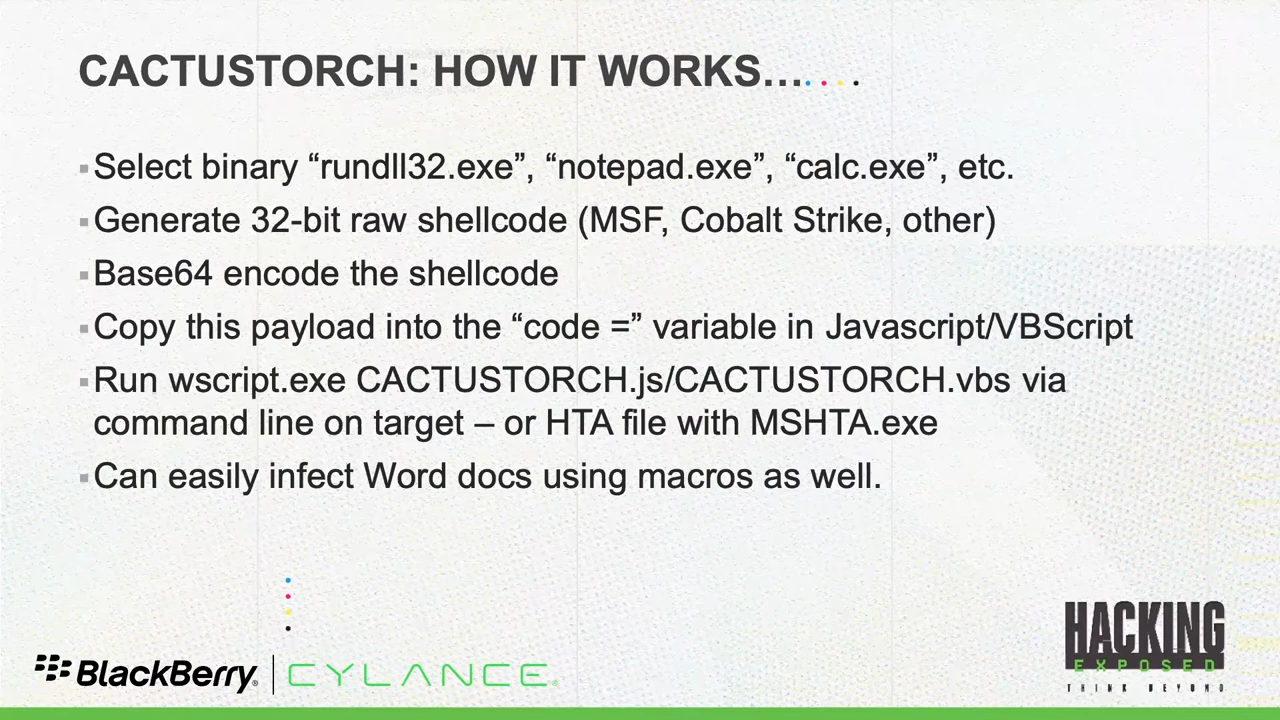 CACTUSTORCH: HOW IT WORKS…
▪Select binary “rundll32.exe”, “notepad.exe”, “calc.exe”, etc.
▪Generate 32-bit raw shellcode (MSF, Cobalt Strike, other)
▪Base64 encode the shellcode
▪Copy this payload into the “code =” variable in Javascript/VBScript
▪Run wscript.exe CACTUSTORCH.js/CACTUSTORCH.vbs via
command line on target – or HTA file with MSHTA.exe
▪Can easily infect Word docs using macros as well.
BlackBerry® | CYLANCE®
HACKING
EXPOSED
THINK BEYOND